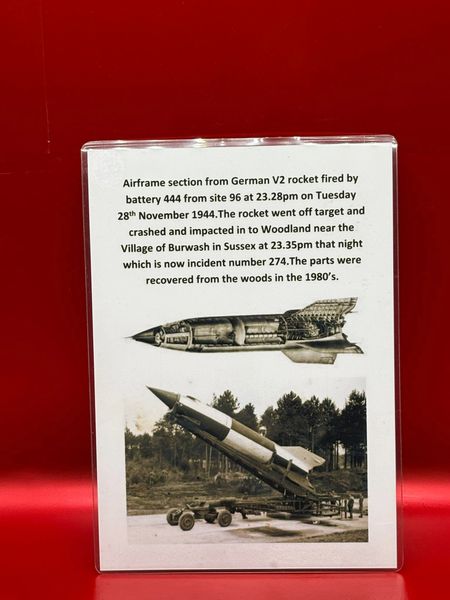 Airframe section from German V2 rocket fired by
battery 444 from site 96 at 23.28pm on Tuesday
28th November 1944.The rocket went off target and
crashed and impacted in to Woodland near the
Village of Burwash in Sussex at 23.35pm that night
which is now incident number 274.The parts were
recovered from the woods in the 1980's.